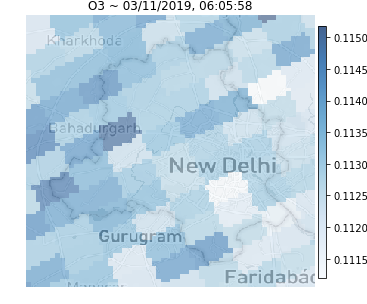 O3 ~ 03/11/2019, 06:05:58
Kharkhoda
0.1150
0.1145
0.1140
0.1135
0.1130
0.1125
0.1120
0.1115
Bahadurgarh
New Delhi
Gurugram
Faridabad